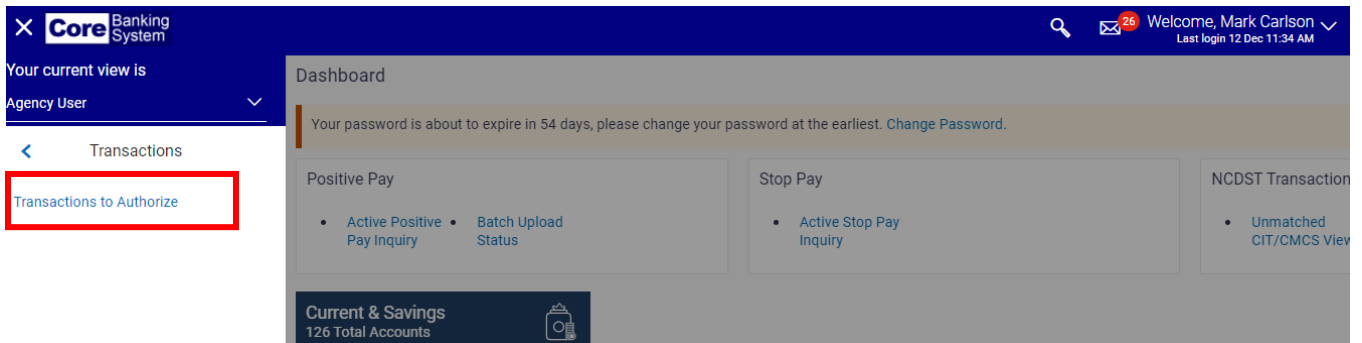 Core Banking System
26
Welcome, Mark Carlson
Last login 12 Dec 11:34 AM
Your current view is
Agency User
Transactions
Transactions to Authorize
Dashboard
Your password is about to expire in 54 days, please change your password at the earliest. Change Password.
Positive Pay
• Active Positive Pay Inquiry
• Batch Upload Status
Stop Pay
• Active Stop Pay Inquiry
NCDST Transaction
• Unmatched CIT/CMCS View
Current & Savings
126 Total Accounts